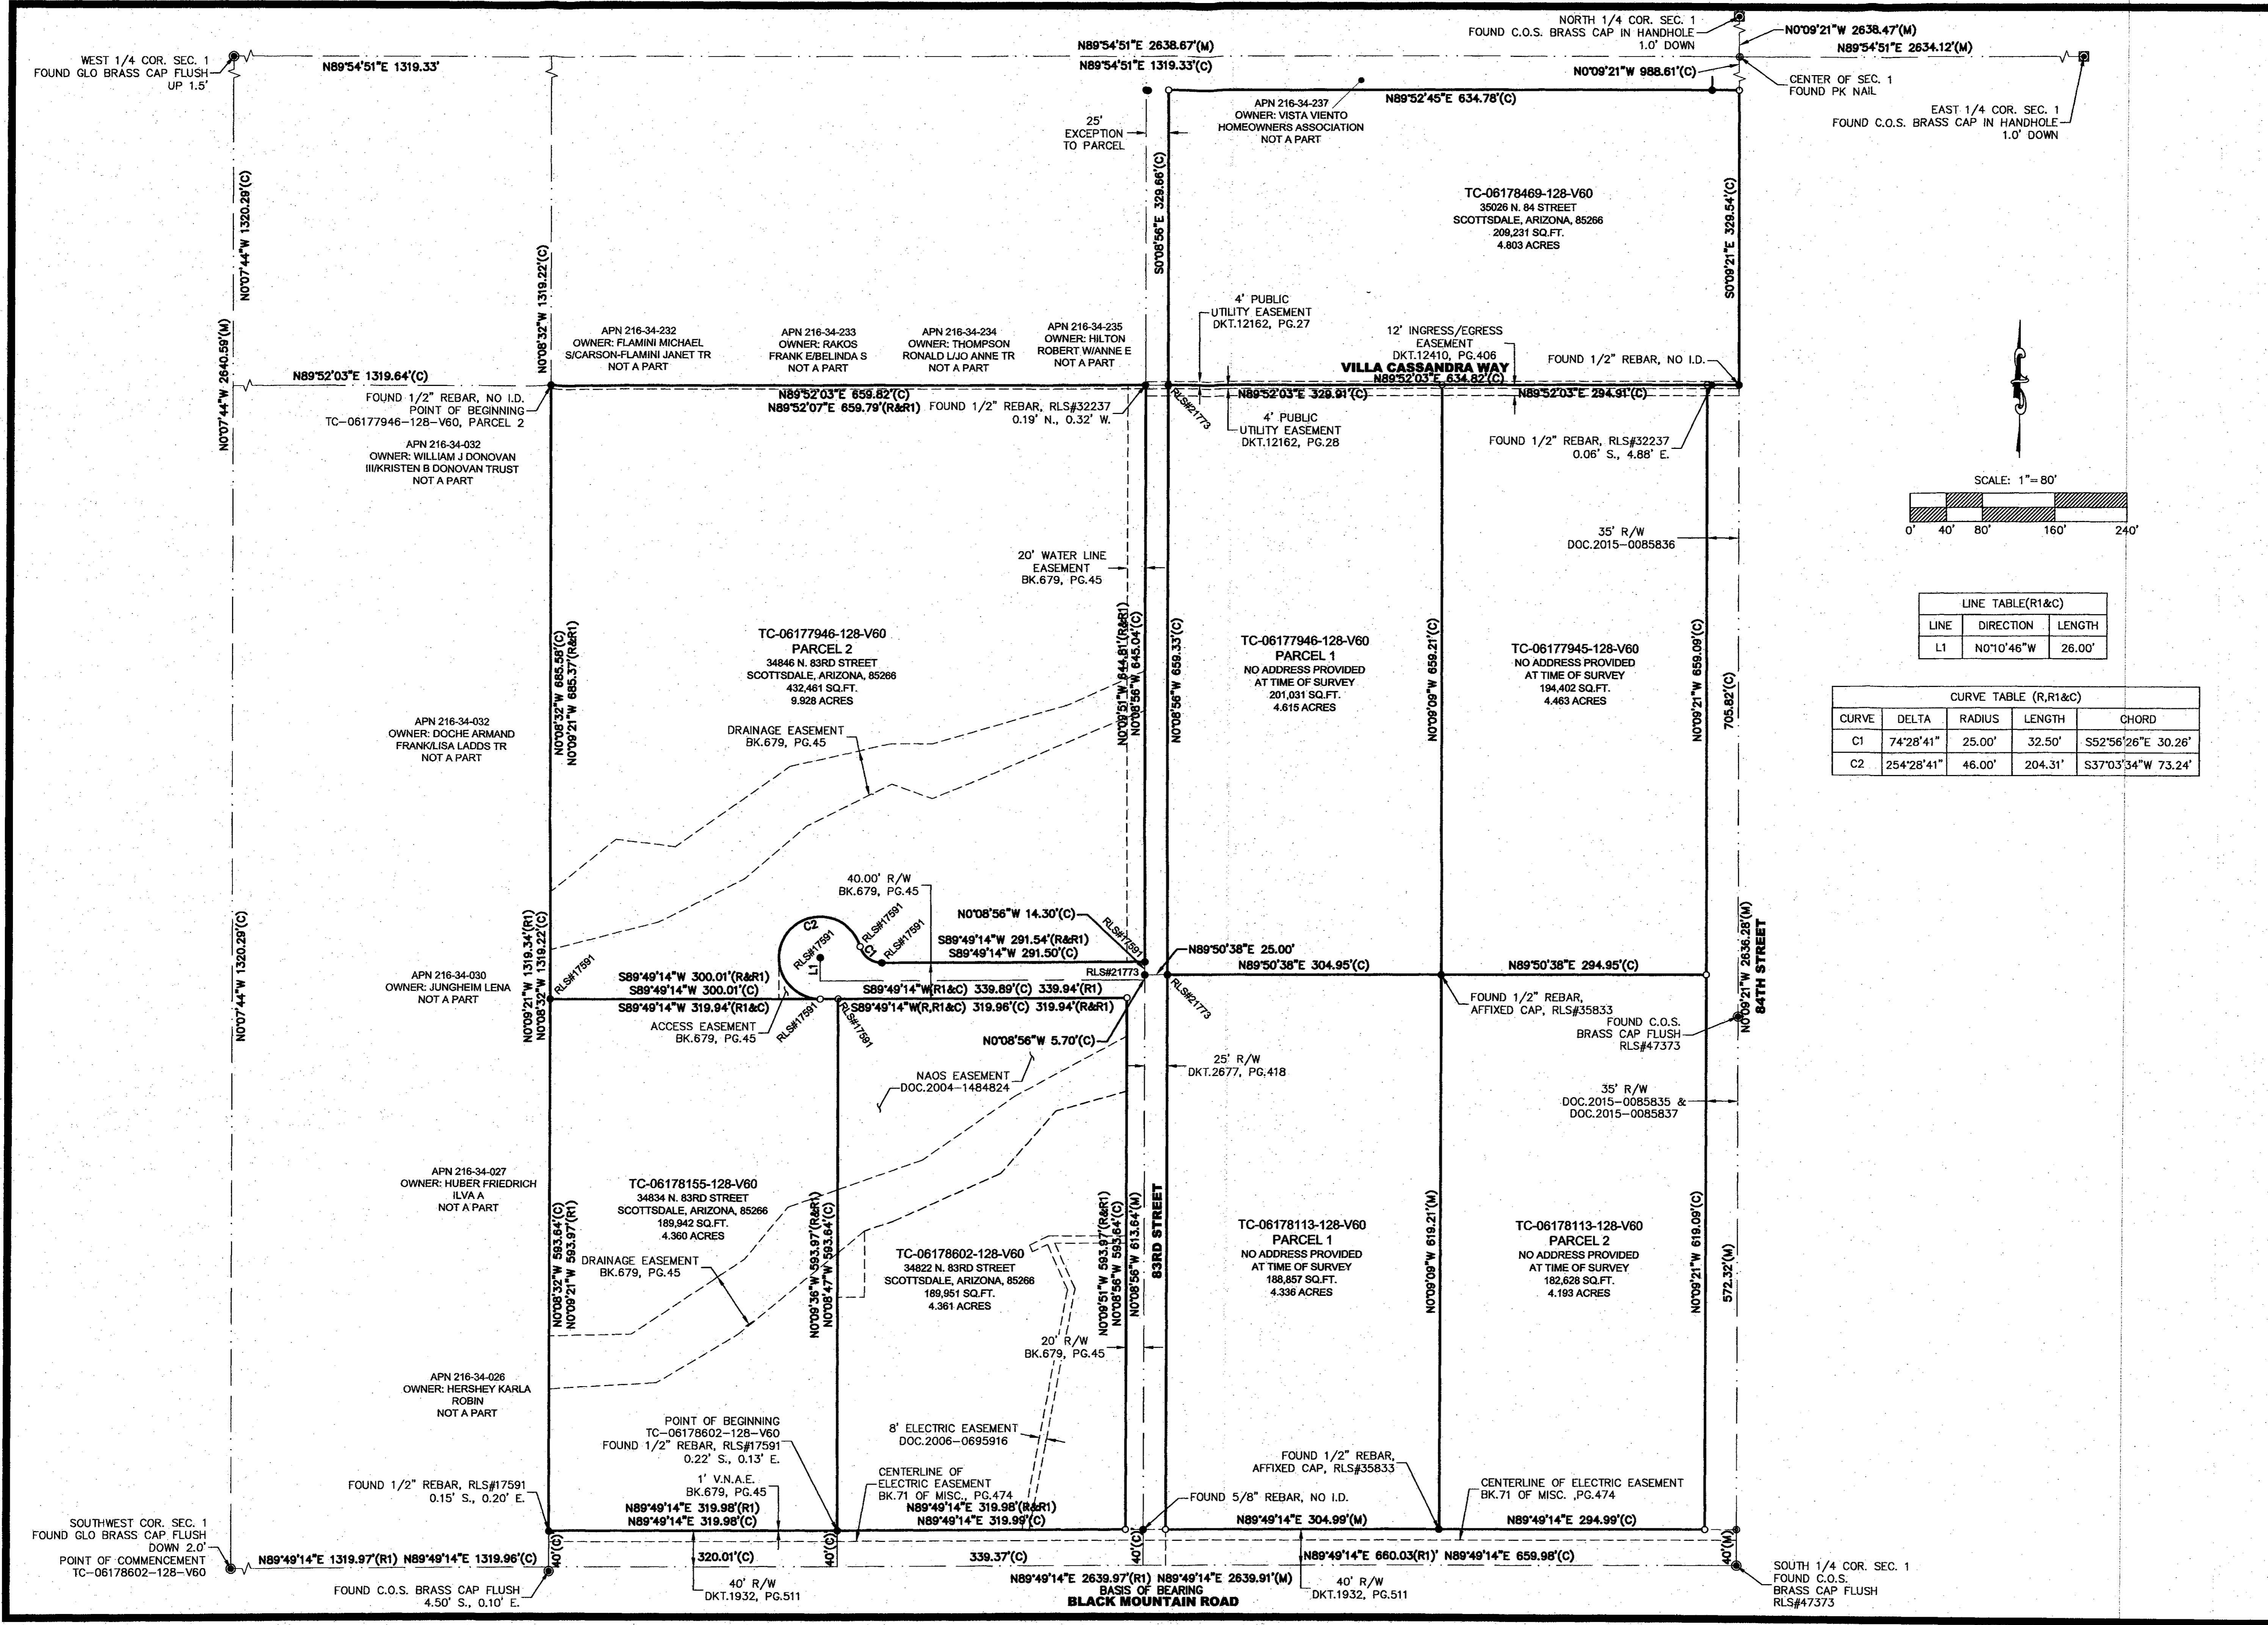 NORTH 1/4 COR. SEC. 1
FOUND C.O.S. BRASS CAP IN HANDHOLE
1.0' DOWN
N0°09'21"W 2638.47'(M)
N89°54'51"E 2634.12'(M)
WEST 1/4 COR. SEC. 1
FOUND GLO BRASS CAP FLUSH
UP 1.5'
N89°54'51"E 1319.33'
N89°54'51"E 2638.67'(M)
N89°54'51"E 1319.33'(C)
N0°09'21"W 988.61'(C)
CENTER OF SEC. 1
FOUND PK NAIL
EAST 1/4 COR. SEC. 1
FOUND C.O.S. BRASS CAP IN HANDHOLE
1.0' DOWN
25'
EXCEPTION
TO PARCEL
APN 216-34-237
OWNER: VISTA VIENTO
HOMEOWNERS ASSOCIATION
NOT A PART
N89°52'45"E 634.78'(C)
N0°07'44"W 1320.29'(C)
N0°07'44"W 2640.59'(M)
N0°08'32"W 1319.22'(C)
S0°08'56"E 329.66'(C)
TC-06178469-128-V60
35026 N. 84 STREET
SCOTTSDALE, ARIZONA, 85266
209,231 SQ.FT.
4.803 ACRES
S0°09'21"E 329.54'(C)
4' PUBLIC
UTILITY EASEMENT
DKT.12162, PG.27
12' INGRESS/EGRESS
EASEMENT
DKT.12410, PG.406
VILLA CASSANDRA WAY
N89°52'03"E 634.82'(C)
FOUND 1/2" REBAR, NO I.D.
APN 216-34-232
OWNER: FLAMINI MICHAEL
S/CARSON-FLAMINI JANET TR
NOT A PART
APN 216-34-233
OWNER: RAKOS
FRANK E/BELINDA S
NOT A PART
APN 216-34-234
OWNER: THOMPSON
RONALD L/JO ANNE TR
NOT A PART
APN 216-34-235
OWNER: HILTON
ROBERT W/ANNE E
NOT A PART
N89°52'03"E 1319.64'(C)
FOUND 1/2" REBAR, NO I.D.
POINT OF BEGINNING
TC-06177946-128-V60, PARCEL 2
N89°52'03"E 659.82'(C)
N89°52'07"E 659.79'(R&R1)
FOUND 1/2" REBAR, RLS#32237
0.19' N., 0.32' W.
RLS#21773
N89°52'03"E 329.91'(C)
N89°52'03"E 294.91'(C)
4' PUBLIC
UTILITY EASEMENT
DKT.12162, PG.28
FOUND 1/2" REBAR, RLS#32237
0.06' S., 4.88' E.
APN 216-34-032
OWNER: WILLIAM J DONOVAN
III/KRISTEN B DONOVAN TRUST
NOT A PART
SCALE: 1"=80'
0' 40' 80' 160' 240'
35' R/W
DOC.2015-0085836
20' WATER LINE
EASEMENT
BK.679, PG.45
LINE TABLE(R1&C)
LINE DIRECTION LENGTH
L1 N0°10'46"W 26.00'
CURVE TABLE (R,R1&C)
CURVE DELTA RADIUS LENGTH CHORD
C1 74°28'41" 25.00' 32.50' S52°56'26"E 30.26'
C2 254°28'41" 46.00' 204.31' S37°03'34"W 73.24'
N0°08'32"W 685.58'(C)
N0°09'21"W 685.37'(R&R1)
TC-06177946-128-V60
PARCEL 2
34846 N. 83RD STREET
SCOTTSDALE, ARIZONA, 85266
432,461 SQ.FT.
9.928 ACRES
N0°09'51"W 644.81'(R&R1)
N0°08'56"W 645.04'(C)
N0°08'56"W 659.33'(C)
TC-06177946-128-V60
PARCEL 1
NO ADDRESS PROVIDED
AT TIME OF SURVEY
201,031 SQ.FT.
4.615 ACRES
N0°09'09"W 659.21'(C)
TC-06177945-128-V60
NO ADDRESS PROVIDED
AT TIME OF SURVEY
194,402 SQ.FT.
4.463 ACRES
N0°09'21"W 659.09'(C)
705.82'(C)
APN 216-34-032
OWNER: DOCHE ARMAND
FRANK/LISA LADDS TR
NOT A PART
DRAINAGE EASEMENT
BK.679, PG.45
40.00' R/W
BK.679, PG.45
N0°08'56"W 14.30'(C)
S89°49'14"W 291.54'(R&R1)
S89°49'14"W 291.50'(C)
C2
C1
L1
RLS#17591
RLS#17591
RLS#17591
RLS#17591
N89°50'38"E 25.00'
RLS#21773
N89°50'38"E 304.95'(C)
N89°50'38"E 294.95'(C)
RLS#21773
N0°07'44"W 1320.29'(C)
N0°09'21"W 1319.34'(R1)
N0°08'32"W 1319.22'(C)
RLS#17591
APN 216-34-030
OWNER: JUNGHEIM LENA
NOT A PART
S89°49'14"W 300.01'(R&R1)
S89°49'14"W 300.01'(C)
S89°49'14"W(R1&C) 339.89'(C) 339.94'(R1)
S89°49'14"W 319.94'(R1&C)
S89°49'14"W(R,R1&C) 319.96'(C) 319.94'(R&R1)
ACCESS EASEMENT
BK.679, PG.45
RLS#17591
RLS#17591
N0°08'56"W 5.70'(C)
FOUND 1/2" REBAR,
AFFIXED CAP, RLS#35833
FOUND C.O.S.
BRASS CAP FLUSH
RLS#47373
N0°09'21"W 2636.28'(M)
84TH STREET
NAOS EASEMENT
DOC.2004-1484824
25' R/W
DKT.2677, PG.418
35' R/W
DOC.2015-0085835 &
DOC.2015-0085837
APN 216-34-027
OWNER: HUBER FRIEDRICH
ILVA A
NOT A PART
TC-06178155-128-V60
34834 N. 83RD STREET
SCOTTSDALE, ARIZONA, 85266
189,942 SQ.FT.
4.360 ACRES
N0°08'32"W 593.64'(C)
N0°09'21"W 593.97'(R1)
DRAINAGE EASEMENT
BK.679, PG.45
N0°09'36"W 593.97'(R&R1)
N0°08'47"W 593.64'(C)
TC-06178602-128-V60
34822 N. 83RD STREET
SCOTTSDALE, ARIZONA, 85266
189,951 SQ.FT.
4.361 ACRES
N0°09'51"W 593.97'(R&R1)
N0°08'56"W 593.64'(C)
N0°08'56"W 613.64'(M)
83RD STREET
TC-06178113-128-V60
PARCEL 1
NO ADDRESS PROVIDED
AT TIME OF SURVEY
188,857 SQ.FT.
4.336 ACRES
N0°09'09"W 619.21'(M)
TC-06178113-128-V60
PARCEL 2
NO ADDRESS PROVIDED
AT TIME OF SURVEY
182,628 SQ.FT.
4.193 ACRES
N0°09'21"W 619.09'(C)
572.32'(M)
20' R/W
BK.679, PG.45
APN 216-34-026
OWNER: HERSHEY KARLA
ROBIN
NOT A PART
POINT OF BEGINNING
TC-06178602-128-V60
FOUND 1/2" REBAR, RLS#17591
0.22' S., 0.13' E.
8' ELECTRIC EASEMENT
DOC.2006-0695916
FOUND 1/2" REBAR,
AFFIXED CAP, RLS#35833
FOUND 1/2" REBAR, RLS#17591
0.15' S., 0.20' E.
1' V.N.A.E.
BK.679, PG.45
CENTERLINE OF
ELECTRIC EASEMENT
BK.71 OF MISC., PG.474
CENTERLINE OF ELECTRIC EASEMENT
BK.71 OF MISC. ,PG.474
FOUND 5/8" REBAR, NO I.D.
N89°49'14"E 319.98'(R1)
N89°49'14"E 319.98'(C)
N89°49'14"E 319.98'(R&R1)
N89°49'14"E 319.99'(C)
N89°49'14"E 304.99'(M)
N89°49'14"E 294.99'(C)
SOUTHWEST COR. SEC. 1
FOUND GLO BRASS CAP FLUSH
DOWN 2.0'
POINT OF COMMENCEMENT
TC-06178602-128-V60
N89°49'14"E 1319.97'(R1) N89°49'14"E 1319.96'(C)
40'(C)
320.01'(C)
40'(C)
339.37'(C)
40'(C)
N89°49'14"E 660.03(R1)' N89°49'14"E 659.98'(C)
40'(M)
FOUND C.O.S. BRASS CAP FLUSH
4.50' S., 0.10' E.
40' R/W
DKT.1932, PG.511
N89°49'14"E 2639.97'(R1) N89°49'14"E 2639.91'(M)
BASIS OF BEARING
BLACK MOUNTAIN ROAD
40' R/W
DKT.1932, PG.511
SOUTH 1/4 COR. SEC. 1
FOUND C.O.S.
BRASS CAP FLUSH
RLS#47373